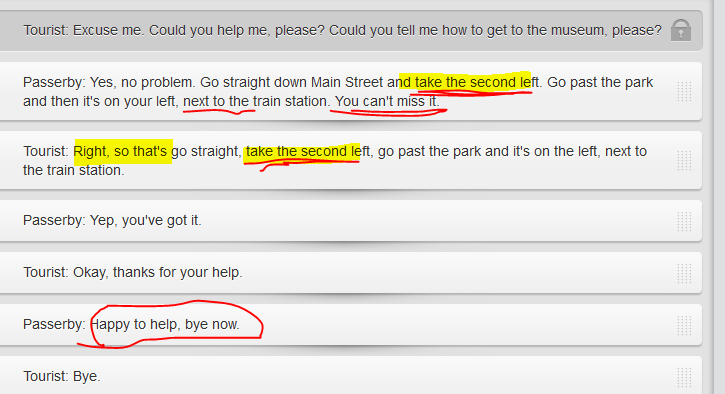 Tourist: Excuse me. Could you help me, please? Could you tell me how to get to the museum, please?
Passerby: Yes, no problem. Go straight down Main Street and take the second left. Go past the park
and then it's on your left, next to the train station. You can't miss it.
Tourist: Right, so that's go straight, take the second left, go past the park and it's on the left, next to
the train station.
Passerby: Yep, you've got it.
Tourist: Okay, thanks for your help.
Passerby: Happy to help, bye now.
Tourist: Bye.